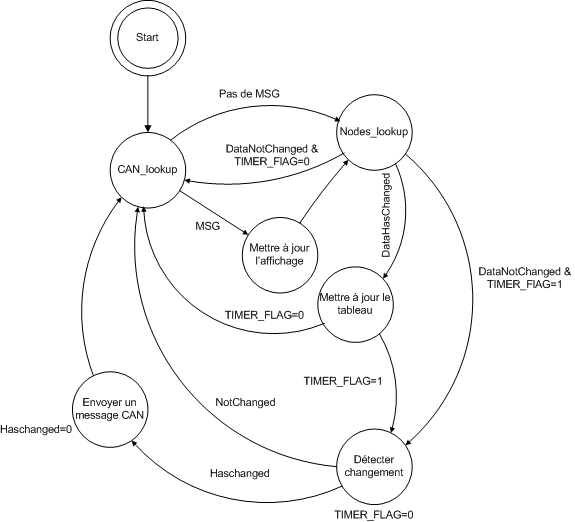 Start
Pas de MSG
Nodes_lookup
DataNotChanged &
TIMER_FlAG=0
CAN_lookup
DataHasChanged
MSG
Mettre à jour
l'affichage
DataNotChanged &
TIMER_FlAG=1
Mettre à jour le
tableau
TIMER_FLAG=0
TIMER_FLAG=1
NotChanged
Envoyer un
message CAN
Haschanged=0
Détecter
changement
Haschanged
TIMER_FLAG=0